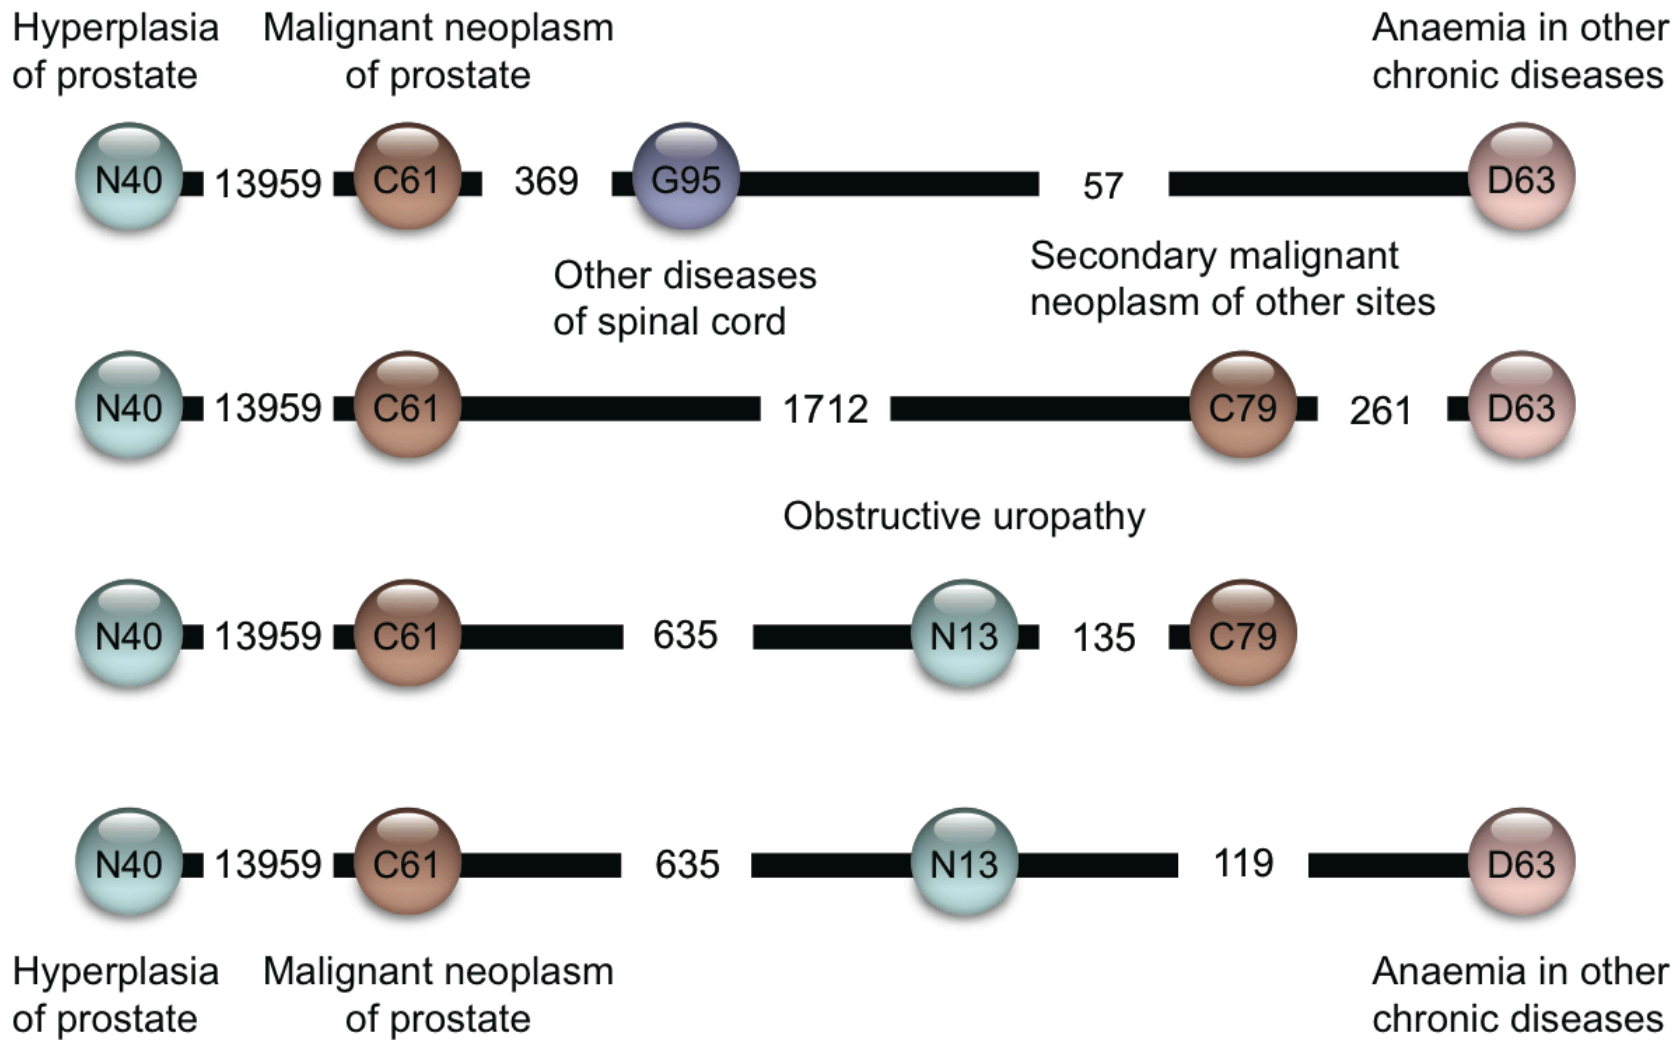 Hyperplasia
of prostate
Malignant neoplasm
of prostate
Anaemia in other
chronic diseases
N40 13959 C61 369 G95 57 D63
Other diseases
of spinal cord
Secondary malignant
neoplasm of other sites
N40 13959 C61 1712 C79 261 D63
Obstructive uropathy
N40 13959 C61 635 N13 135 C79
N40 13959 C61 635 N13 119 D63
Hyperplasia
of prostate
Malignant neoplasm
of prostate
Anaemia in other
chronic diseases